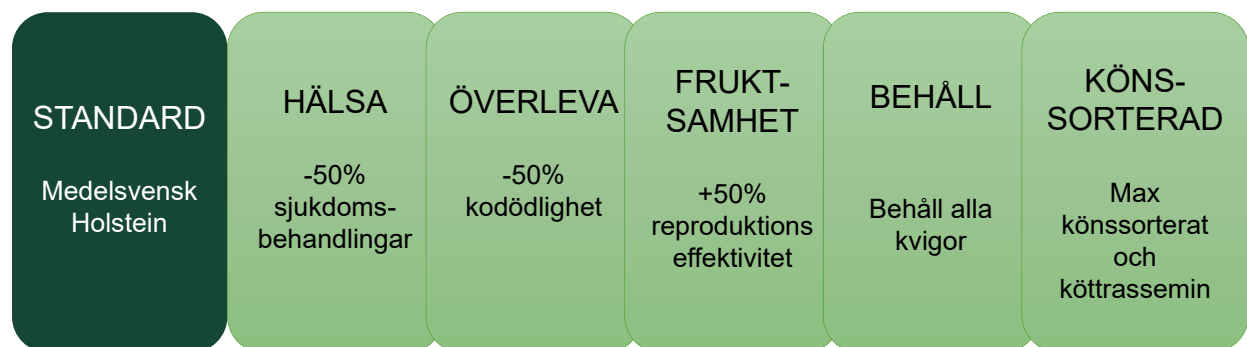 STANDARD
Medelsvensk
Holstein
HÄLSA
-50%
sjukdoms-
behandlingar
ÖVERLEVA
-50%
kodödlighet
FRUKT-
SAMHET
+50%
reproduktions
effektivitet
BEHÅLL
Behåll alla
kvigor
KÖNS-
SORTERAD
Max
könssorterat
och
köttrassemin